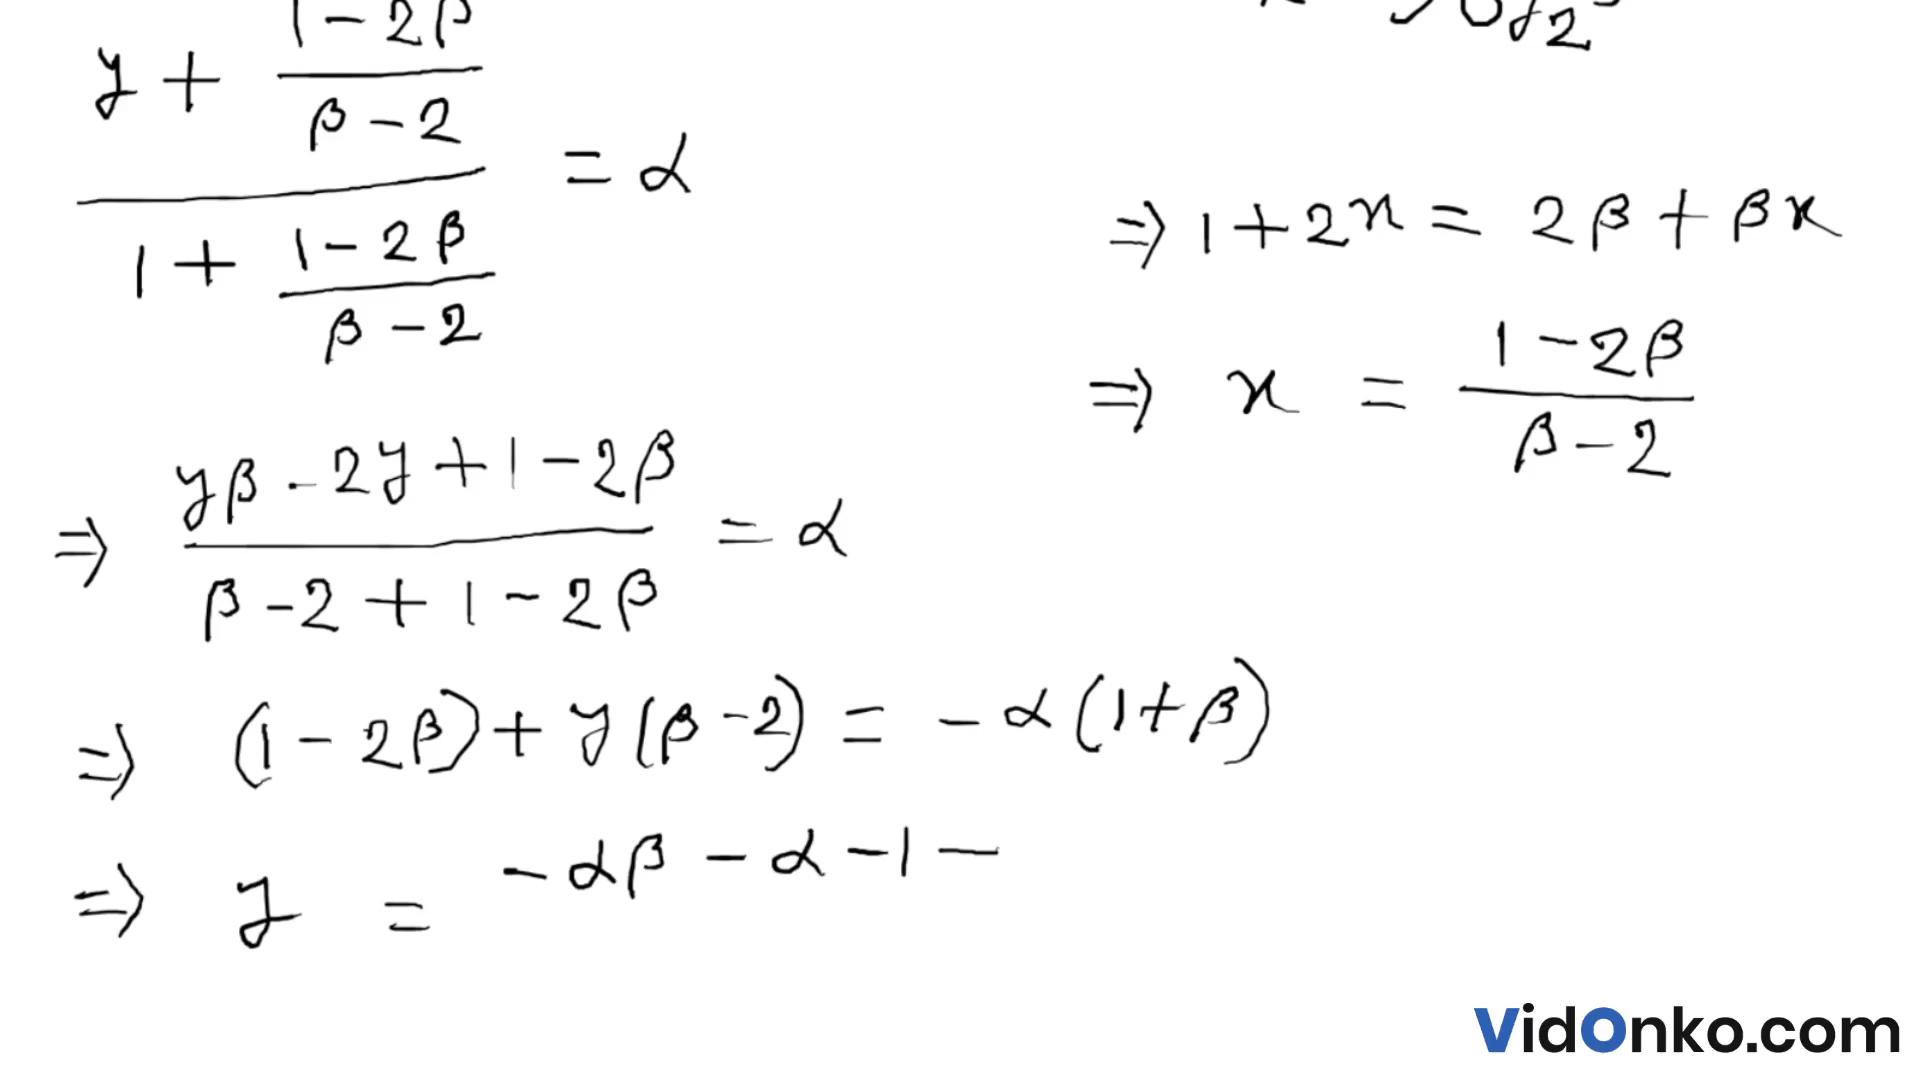 y + (1 - 2β)/(β - 2)
= α
1 + (1 - 2β)/(β - 2)
⇒ (yβ - 2y + 1 - 2β)/(β - 2 + 1 - 2β) = α
⇒ (1 - 2β) + y(β - 2) = - α(1 + β)
⇒ y = - αβ - α - 1 -
⇒ 1 + 2x = 2β + βx
⇒ x = (1 - 2β)/(β - 2)
VidOnko.com